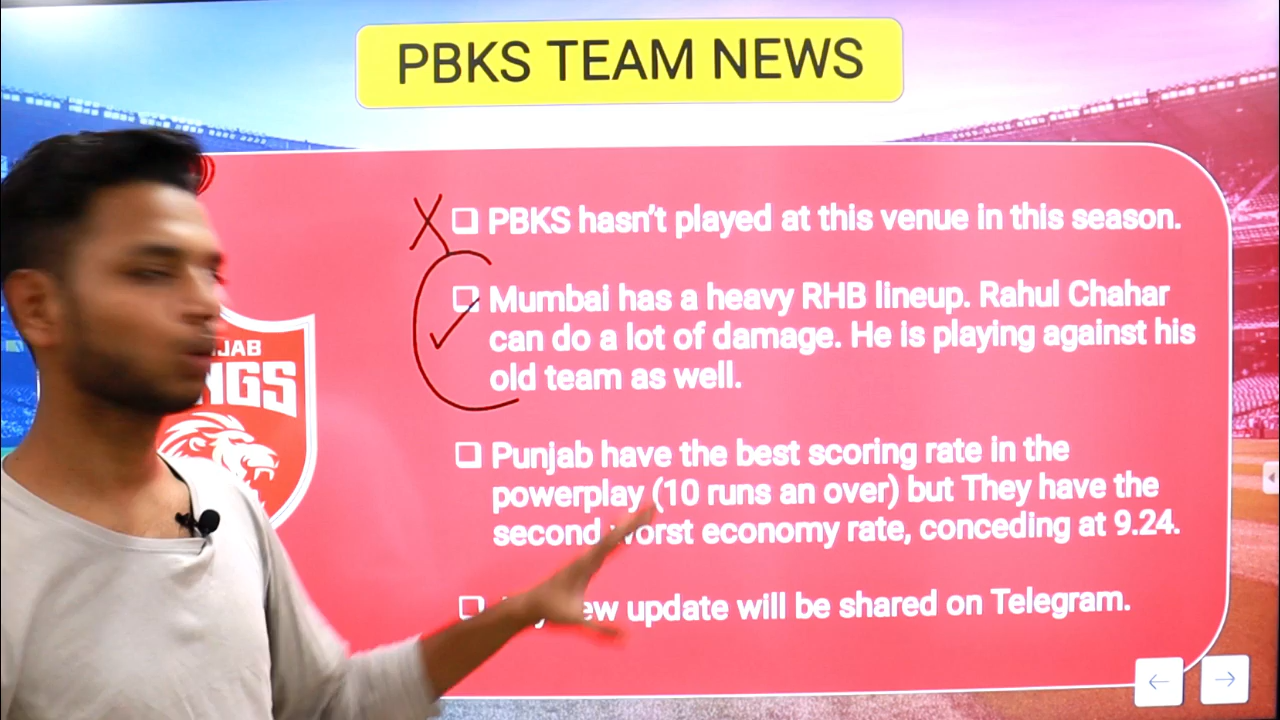 PBKS TEAM NEWS
PBKS hasn't played at this venue in this season.
Mumbai has a heavy RHB lineup. Rahul Chahar
can do a lot of damage. He is playing against his
old team as well.
JAB
NGS
Punjab have the best scoring rate in the
powerplay (10 runs an over) but They have the
second worst economy rate, conceding at 9.24.
update will be shared on Telegram.